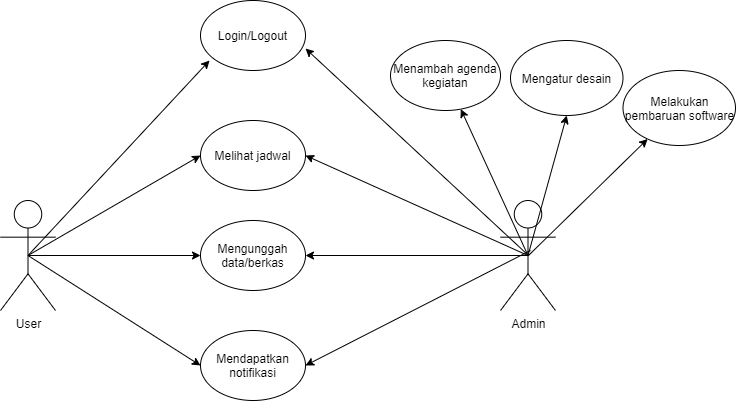 Login/Logout
Menambah agenda
kegiatan
Mengatur desain
Melakukan
pembaruan software
Melihat jadwal
Mengunggah
data/berkas
User
Admin
Mendapatkan
notifikasi